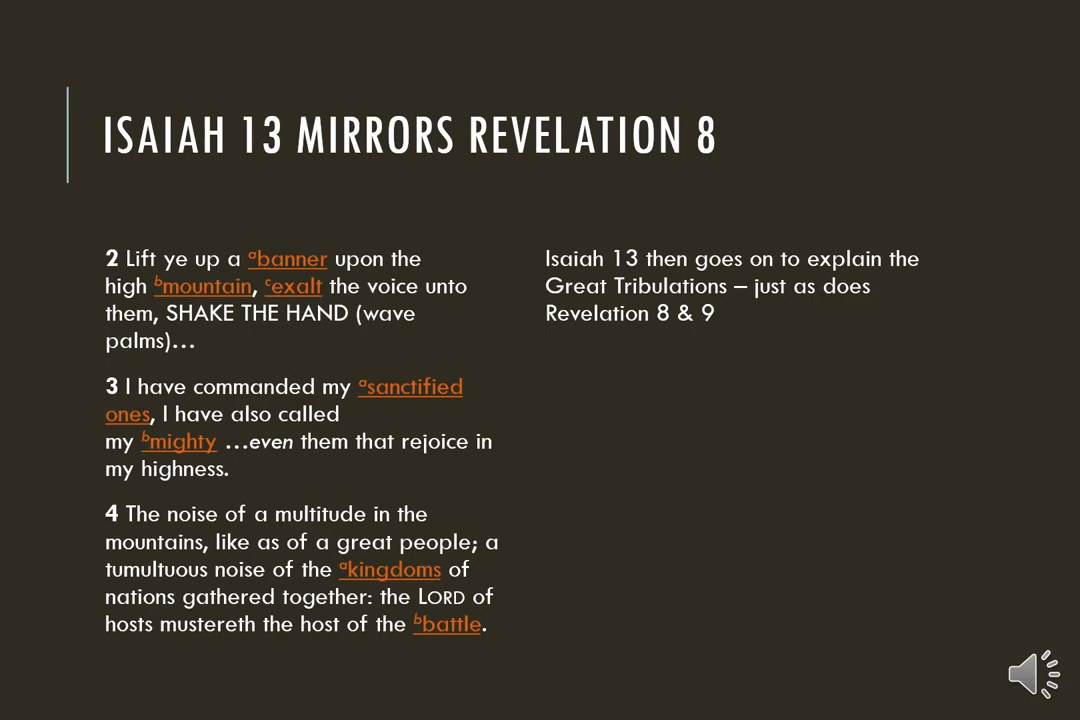 ISAIAH 13 MIRRORS REVELATION 8
2 Lift ye up a abanner upon the
high bmountain, cexalt the voice unto
them, SHAKE THE HAND (wave
palms)…
3 I have commanded my asanctified
ones, I have also called
my bmighty …even them that rejoice in
my highness.
4 The noise of a multitude in the
mountains, like as of a great people; a
tumultuous noise of the akingdoms of
nations gathered together: the LORD of
hosts mustereth the host of the bbattle.
Isaiah 13 then goes on to explain the
Great Tribulations – just as does
Revelation 8 & 9